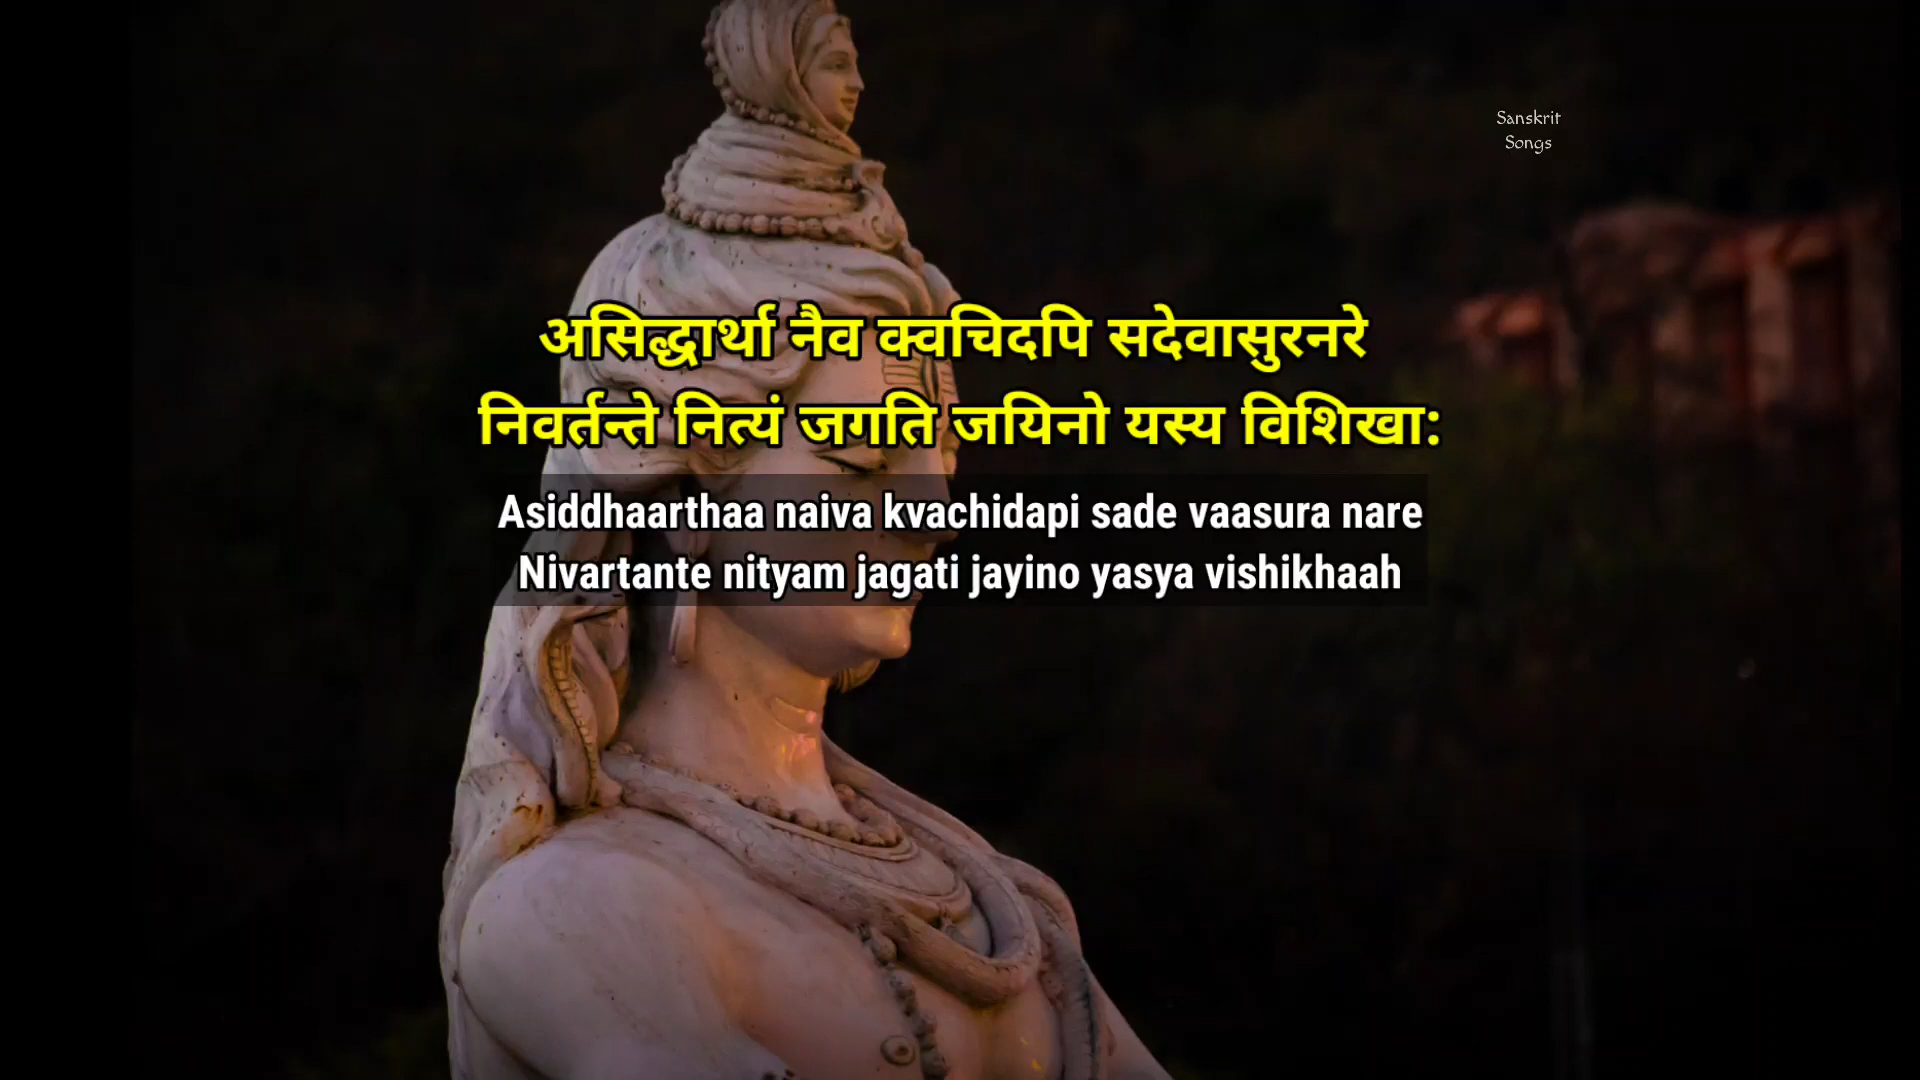 Sanskrit
Songs
असिद्धार्था नैव क्वचिदपि सदेवासुरनरे
निवर्तन्ते नित्यं जगति जयिनो यस्य विशिखा:
Asiddhaarthaa naiva kvachidapi sade vaasura nare
Nivartante nityam jagati jayino yasya vishikhaah